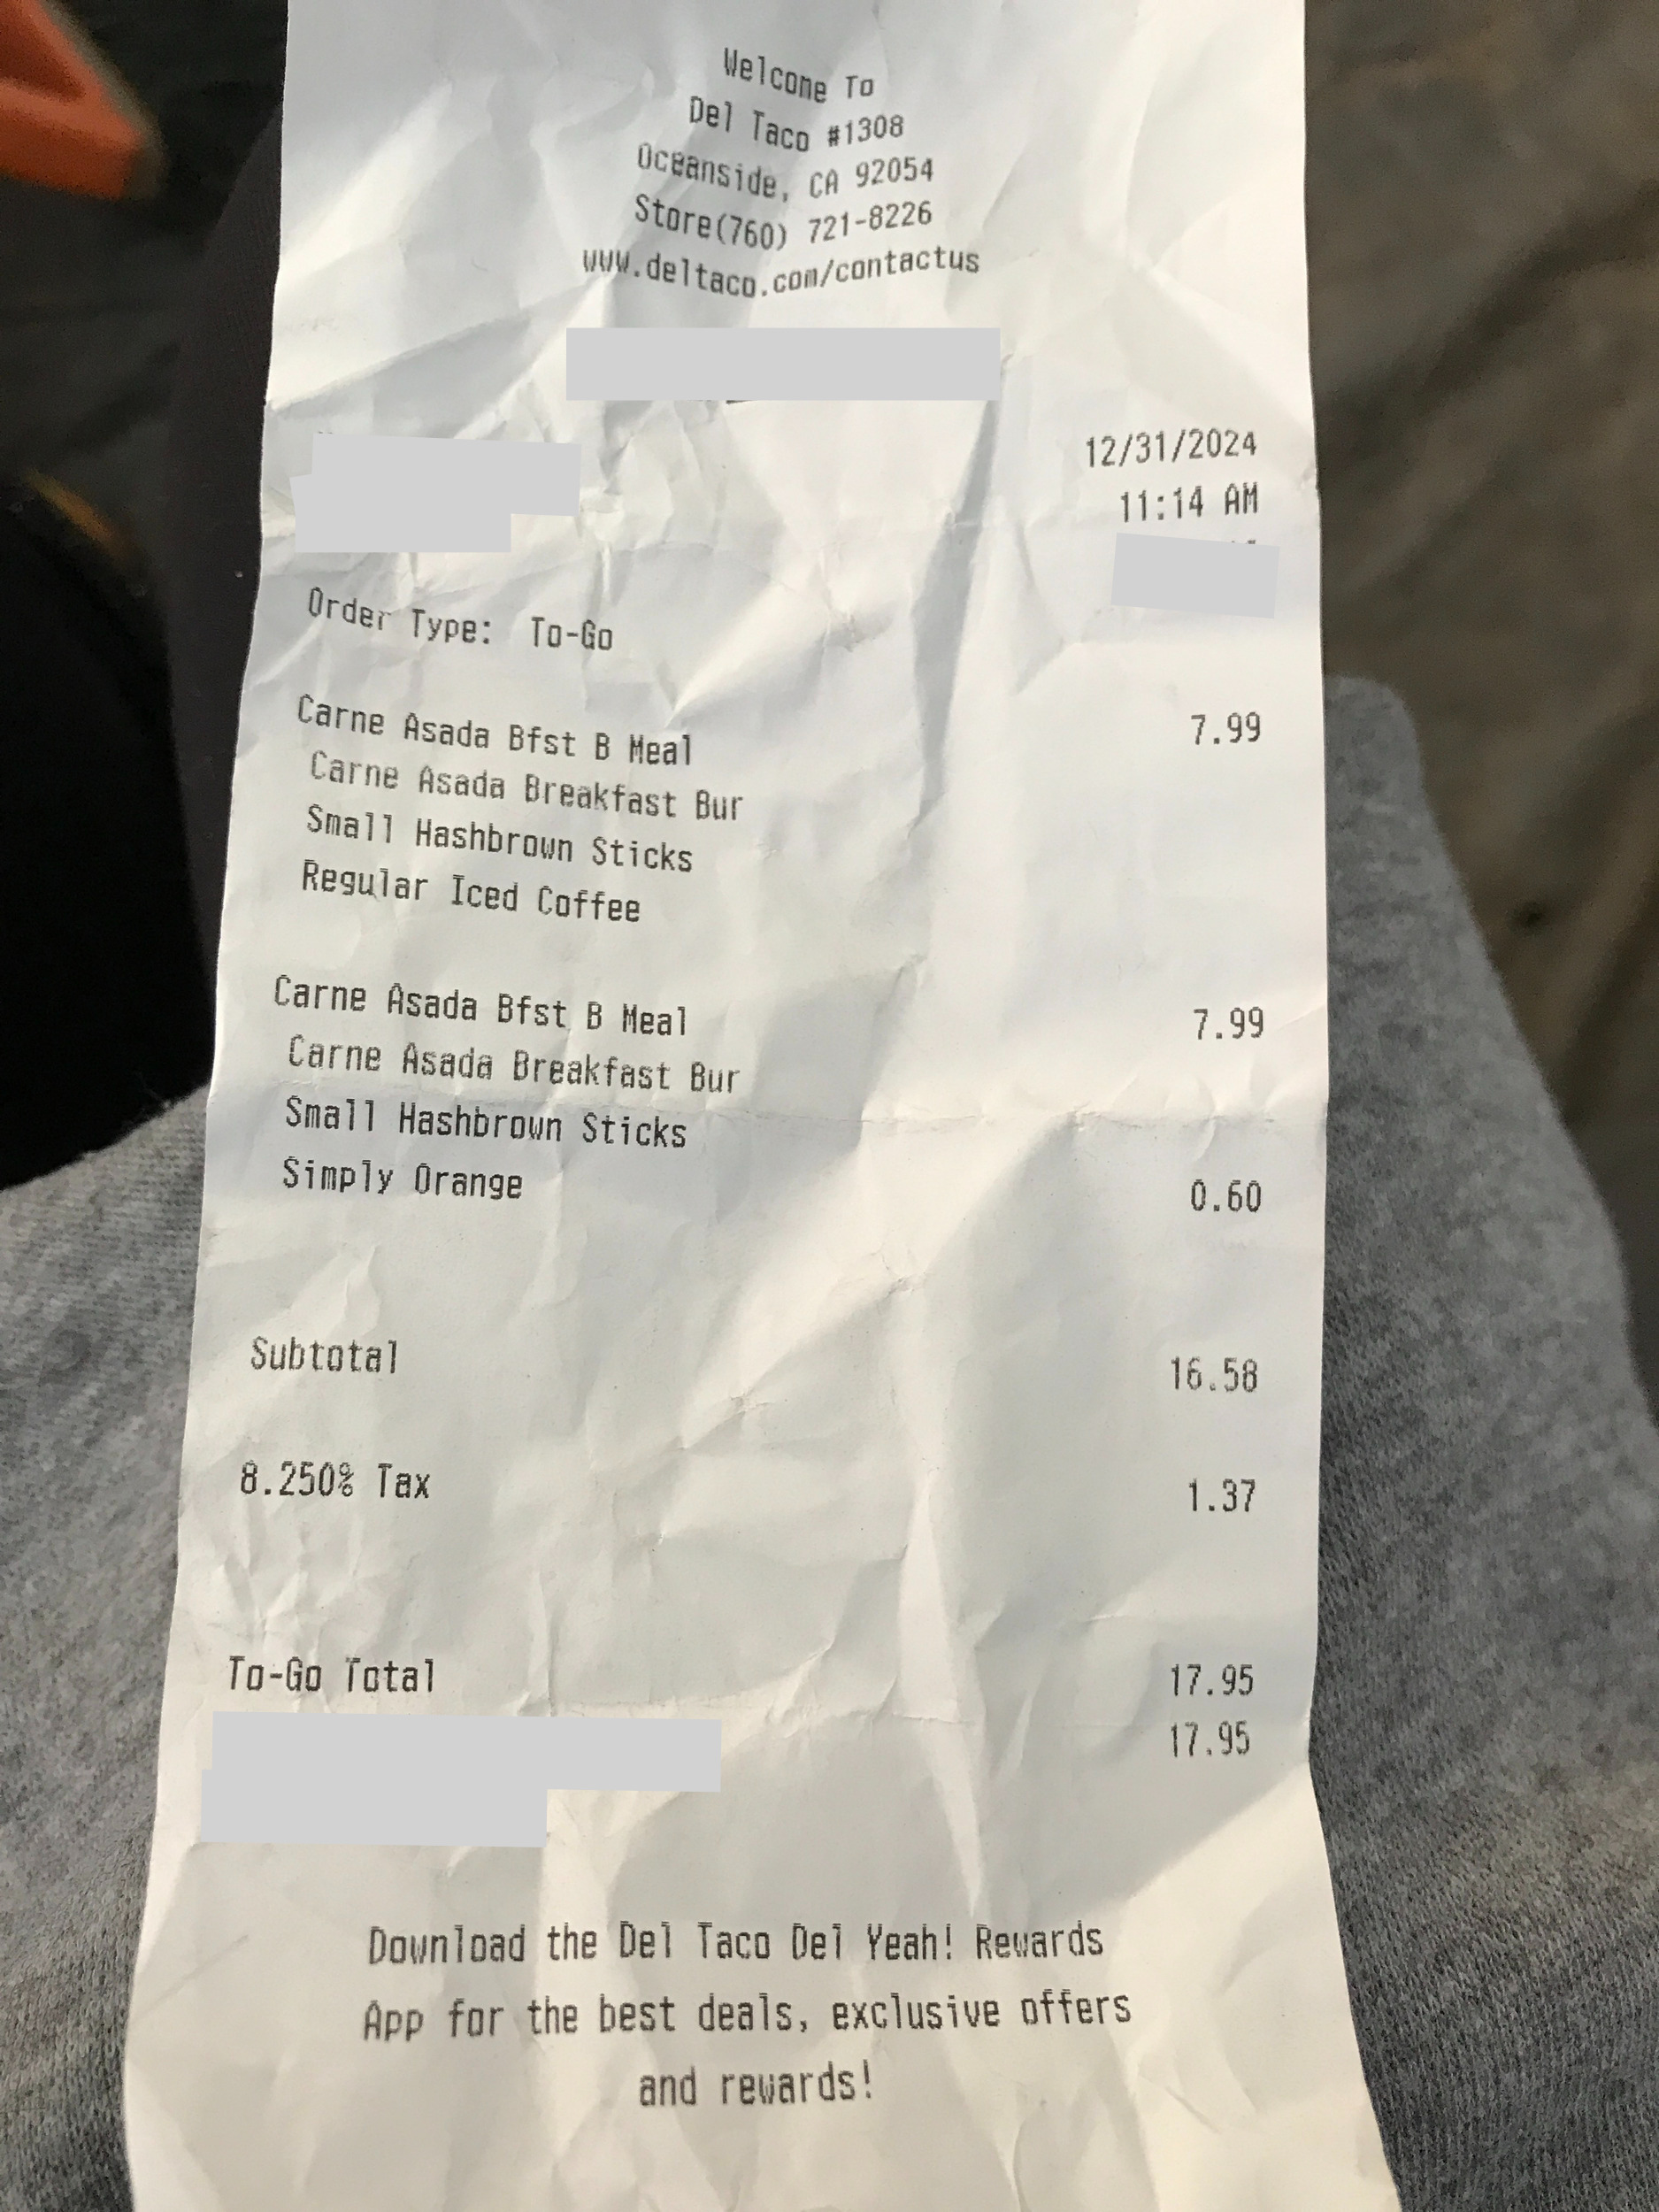 Welcome To
Del Taco #1308
Oceanside, CA 92054
Store(760) 721-8226
www.deltaco.com/contactus
12/31/2024
11:14 AM
Order Type: To-Go
Carne Asada Bfst B Meal 7.99
Carne Asada Breakfast Bur
Small Hashbrown Sticks
Regular Iced Coffee
Carne Asada Bfst B Meal 7.99
Carne Asada Breakfast Bur
Small Hashbrown Sticks
Simply Orange 0.60
Subtotal 16.58
8.250% Tax 1.37
To-Go Total 17.95
17.95
Download the Del Taco Del Yeah! Rewards
App for the best deals, exclusive offers
and rewards!